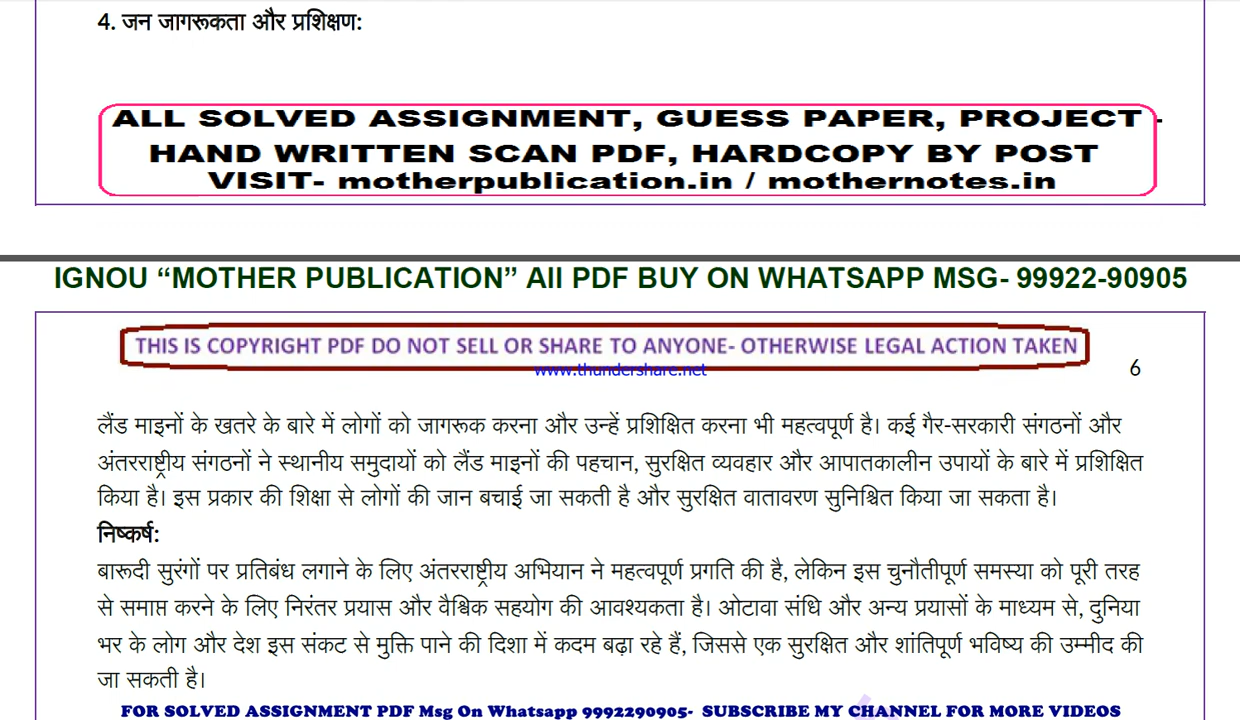 4. जन जागरूकता और प्रशिक्षण:
ALL SOLVED ASSIGNMENT, GUESS PAPER, PROJECT -
HAND WRITTEN SCAN PDF, HARDCOPY BY POST
VISIT- motherpublication.in / mothernotes.in
IGNOU “MOTHER PUBLICATION” All PDF BUY ON WHATSAPP MSG- 99922-90905
THIS IS COPYRIGHT PDF DO NOT SELL OR SHARE TO ANYONE- OTHERWISE LEGAL ACTION TAKEN
www.thundershare.net
6
लैंड माइनों के खतरे के बारे में लोगों को जागरूक करना और उन्हें प्रशिक्षित करना भी महत्वपूर्ण है। कई गैर-सरकारी संगठनों और
अंतरराष्ट्रीय संगठनों ने स्थानीय समुदायों को लैंड माइनों की पहचान, सुरक्षित व्यवहार और आपातकालीन उपायों के बारे में प्रशिक्षित
किया है। इस प्रकार की शिक्षा से लोगों की जान बचाई जा सकती है और सुरक्षित वातावरण सुनिश्चित किया जा सकता है।
निष्कर्ष:
बारूदी सुरंगों पर प्रतिबंध लगाने के लिए अंतरराष्ट्रीय अभियान ने महत्वपूर्ण प्रगति की है, लेकिन इस चुनौतीपूर्ण समस्या को पूरी तरह
से समाप्त करने के लिए निरंतर प्रयास और वैश्विक सहयोग की आवश्यकता है। ओटावा संधि और अन्य प्रयासों के माध्यम से, दुनिया
भर के लोग और देश इस संकट से मुक्ति पाने की दिशा में कदम बढ़ा रहे हैं, जिससे एक सुरक्षित और शांतिपूर्ण भविष्य की उम्मीद की
जा सकती है।
FOR SOLVED ASSIGNMENT PDF Msg On Whatsapp 9992290905- SUBSCRIBE MY CHANNEL FOR MORE VIDEOS